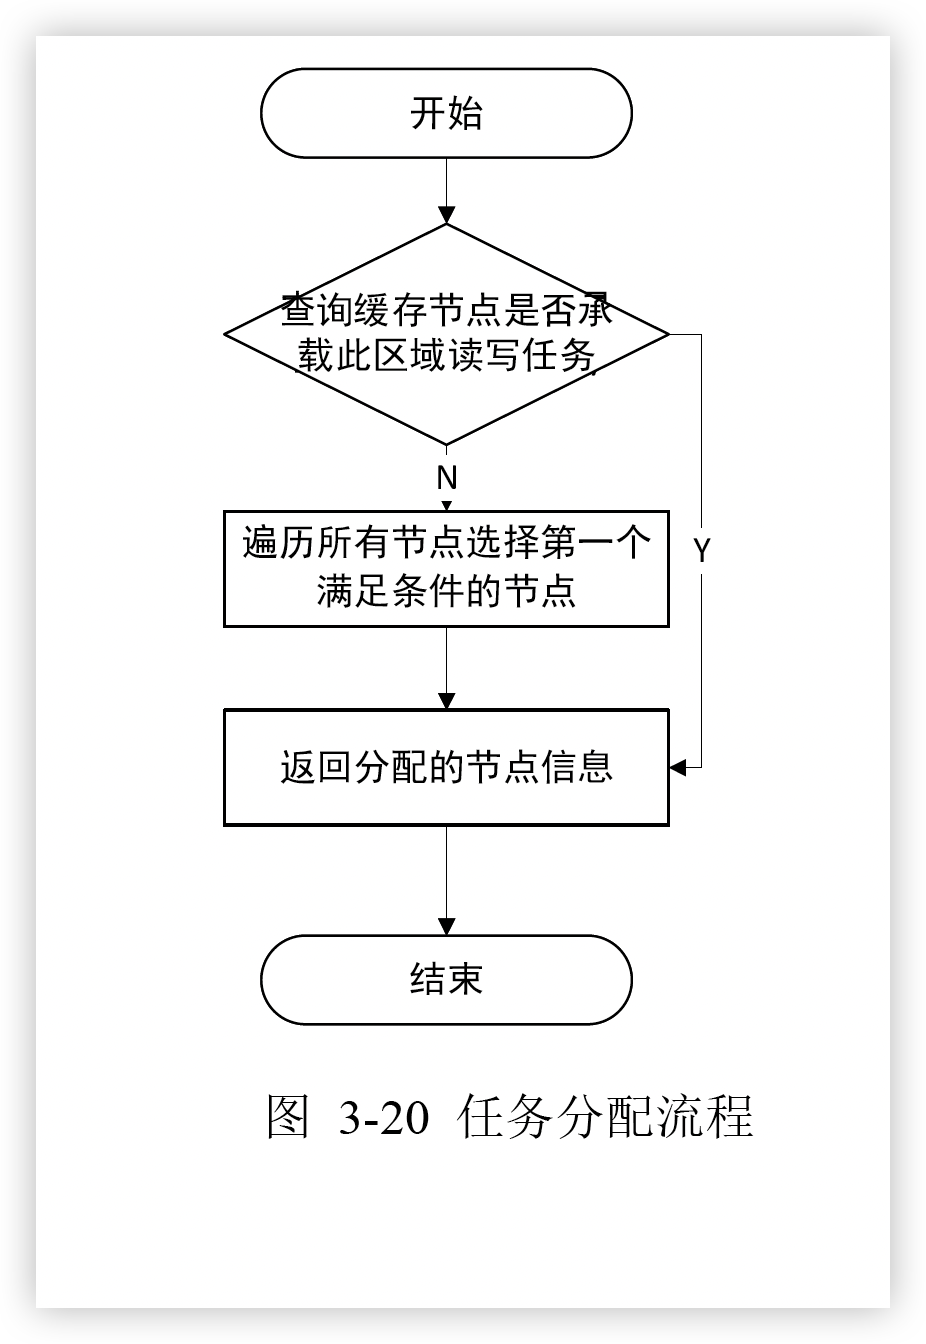 开始
查询缓存节点是否承
载此区域读写任务
N
遍历所有节点选择第一个
满足条件的节点
Y
返回分配的节点信息
结束
图 3-20 任务分配流程